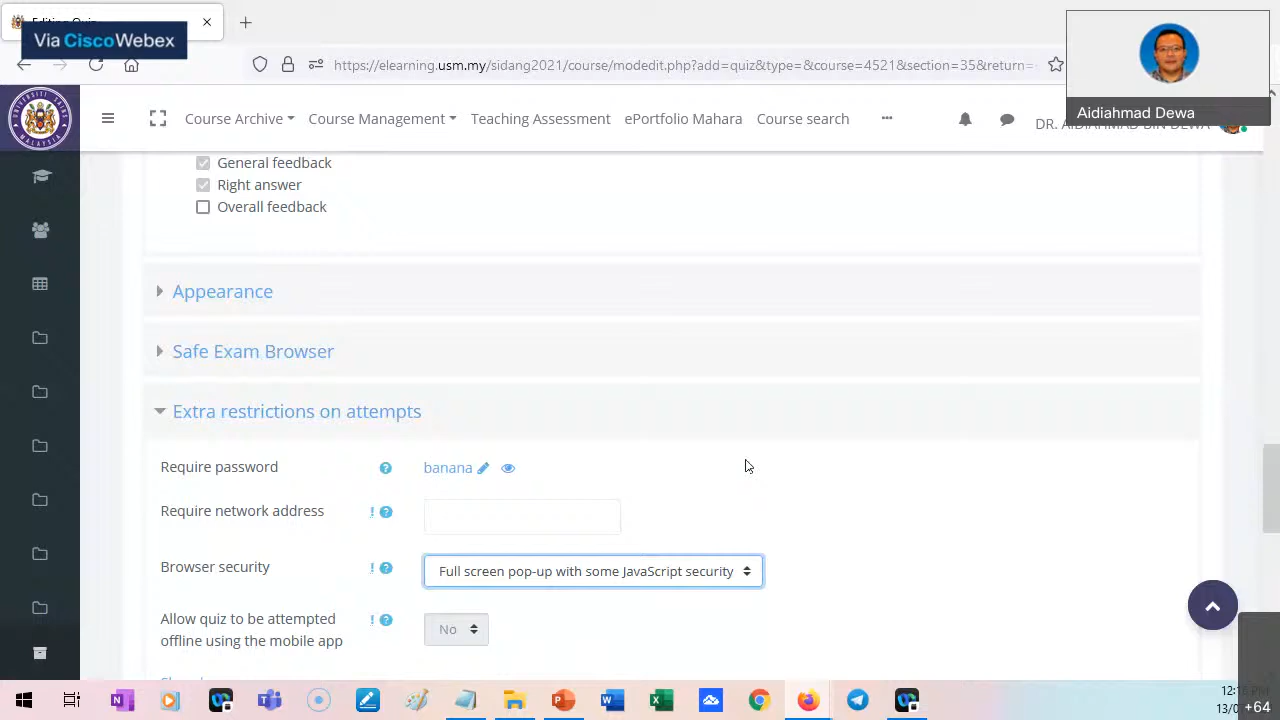 Via CiscoWebex
https://elearning.usm.my/sidang2021/course/modedit.php?add=quiz&type=&course=4521&section=35&return=
Aidiahmad Dewa
Course Archive
Course Management
Teaching Assessment
ePortfolio Mahara
Course search
DR. AIDIAHMAD BIN DEWA
General feedback
Right answer
Overall feedback
Appearance
Safe Exam Browser
Extra restrictions on attempts
Require password
banana
Require network address
Browser security
Full screen pop-up with some JavaScript security
Allow quiz to be attempted
offline using the mobile app
No
+64